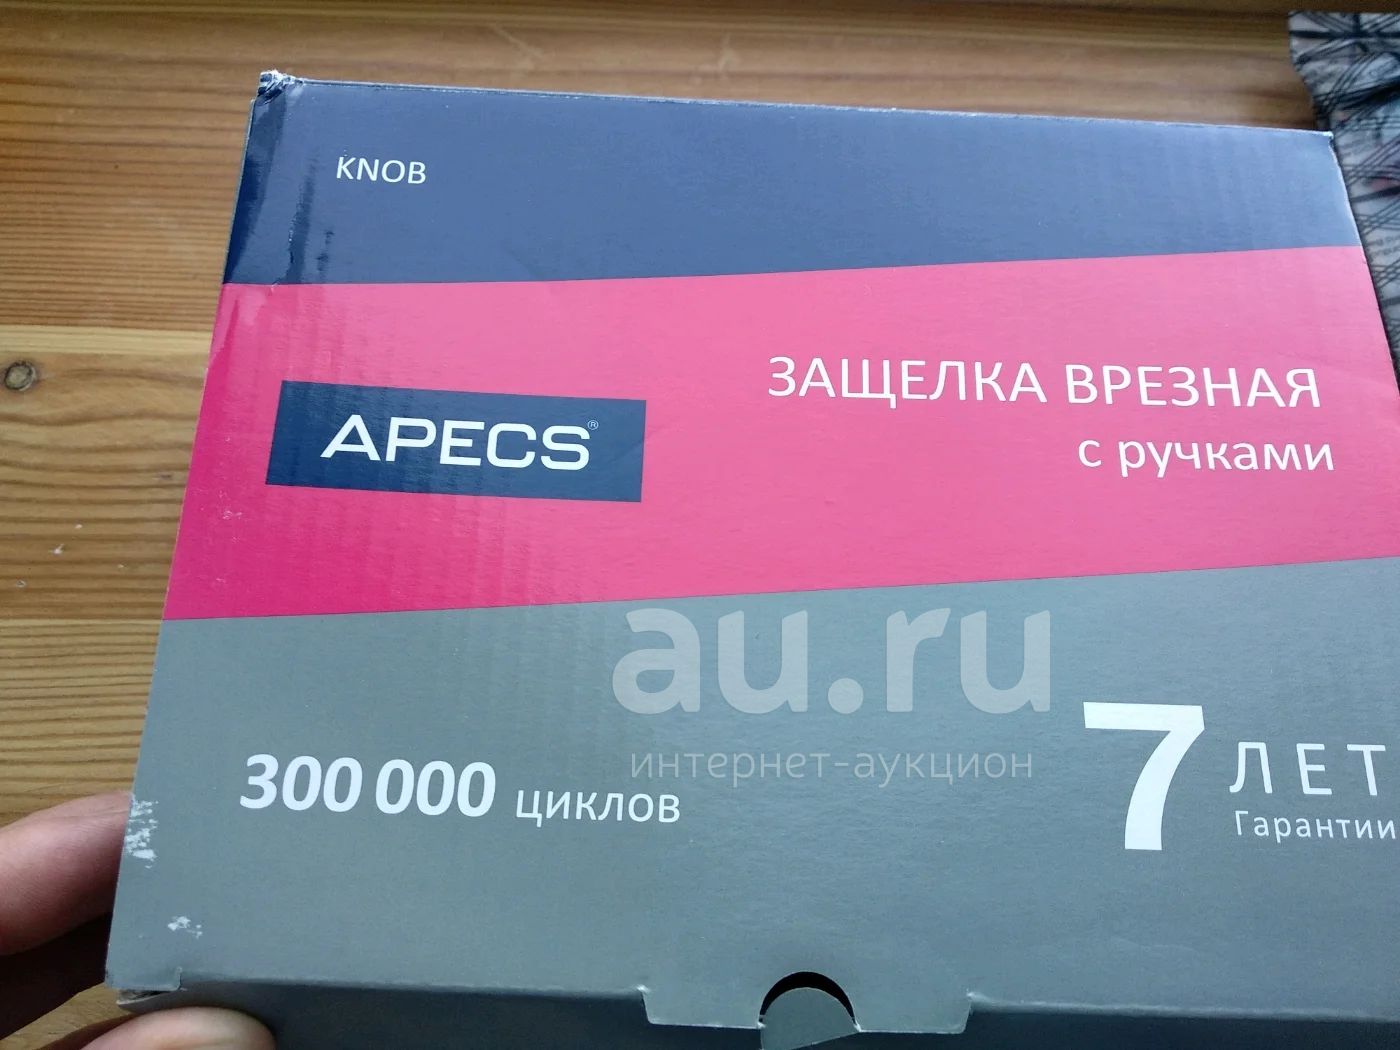 KNOB
ЗАЩЕЛКА ВРЕЗНАЯ
с ручками
APECS®
au.ru
интернет-аукцион
7 ЛЕТ
Гарантии
300 000 циклов